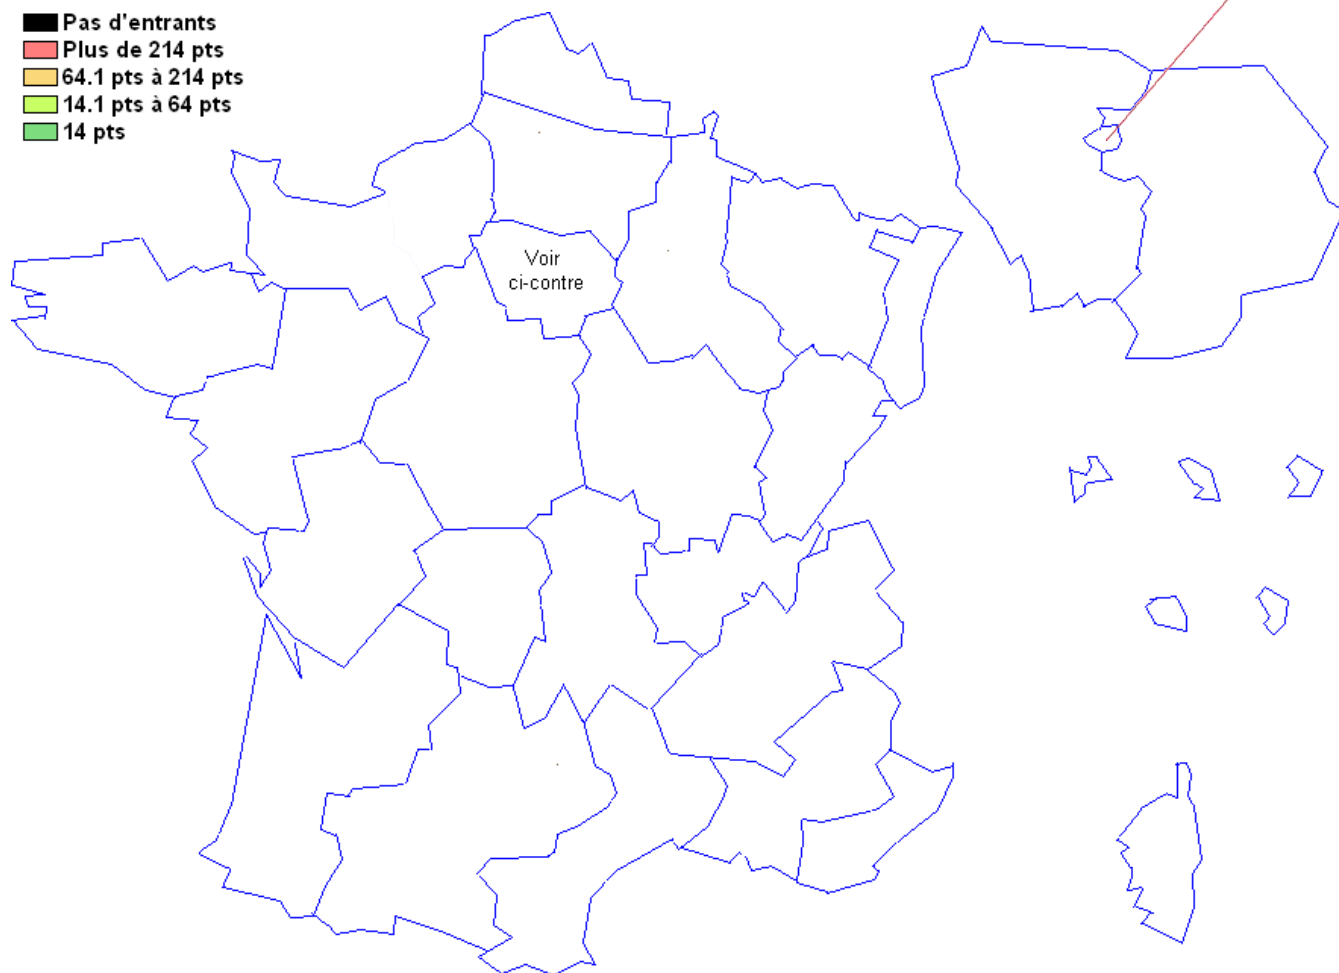 Pas d'entrants
Plus de 214 pts
64.1 pts à 214 pts
14.1 pts à 64 pts
14 pts
Voir
ci-contre